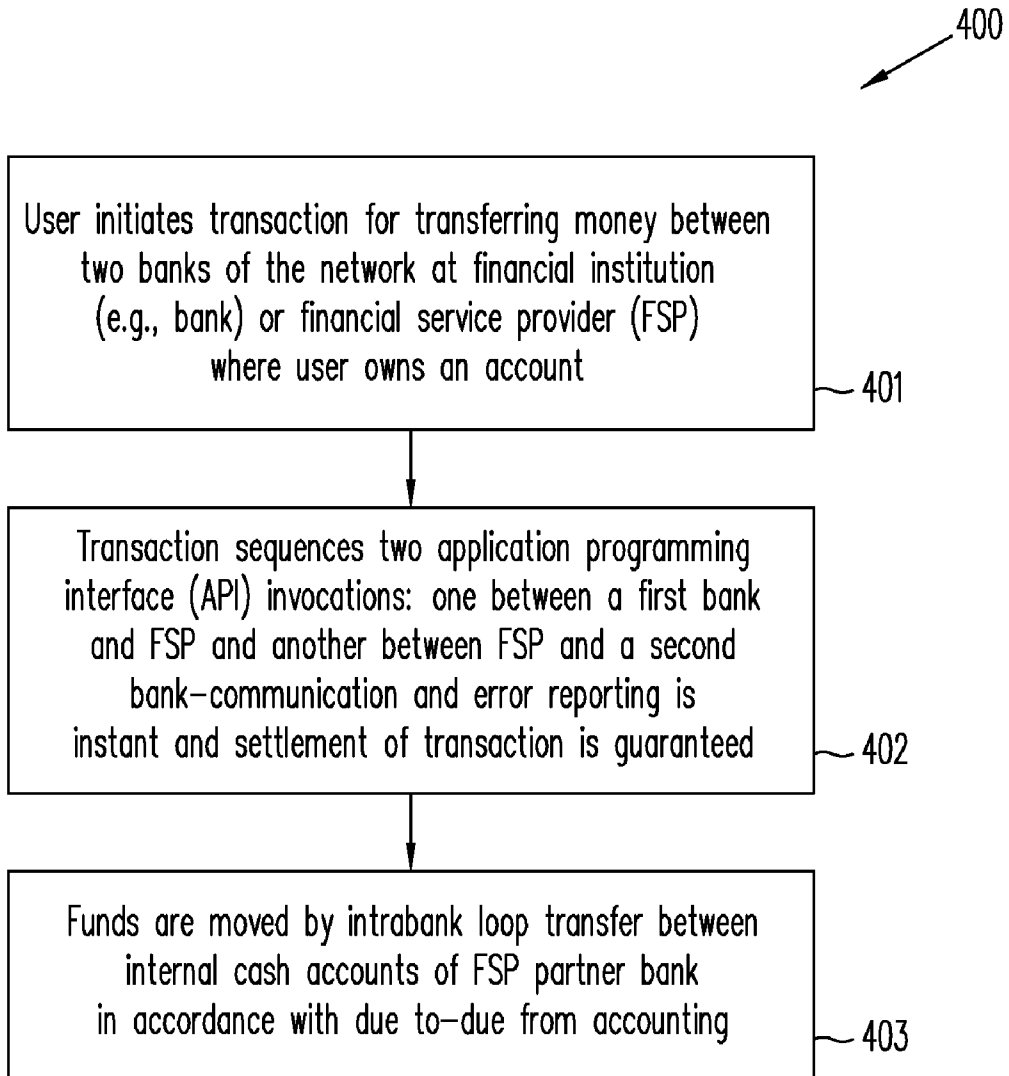 400
User initiates transaction for transferring money between
two banks of the network at financial institution
(e.g., bank) or financial service provider (FSP)
where user owns an account
401
Transaction sequences two application programming
interface (API) invocations: one between a first bank
and FSP and another between FSP and a second
bank-communication and error reporting is
instant and settlement of transaction is guaranteed
402
Funds are moved by intrabank loop transfer between
internal cash accounts of FSP partner bank
in accordance with due to-due from accounting
403